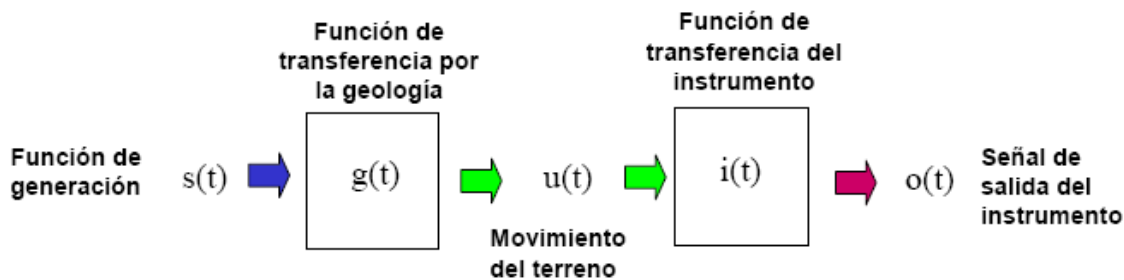 Función de
transferencia por
la geología
Función de
transferencia del
instrumento
Función de
generación
s(t)
g(t)
u(t)
i(t)
o(t)
Señal de
salida del
instrumento
Movimiento
del terreno